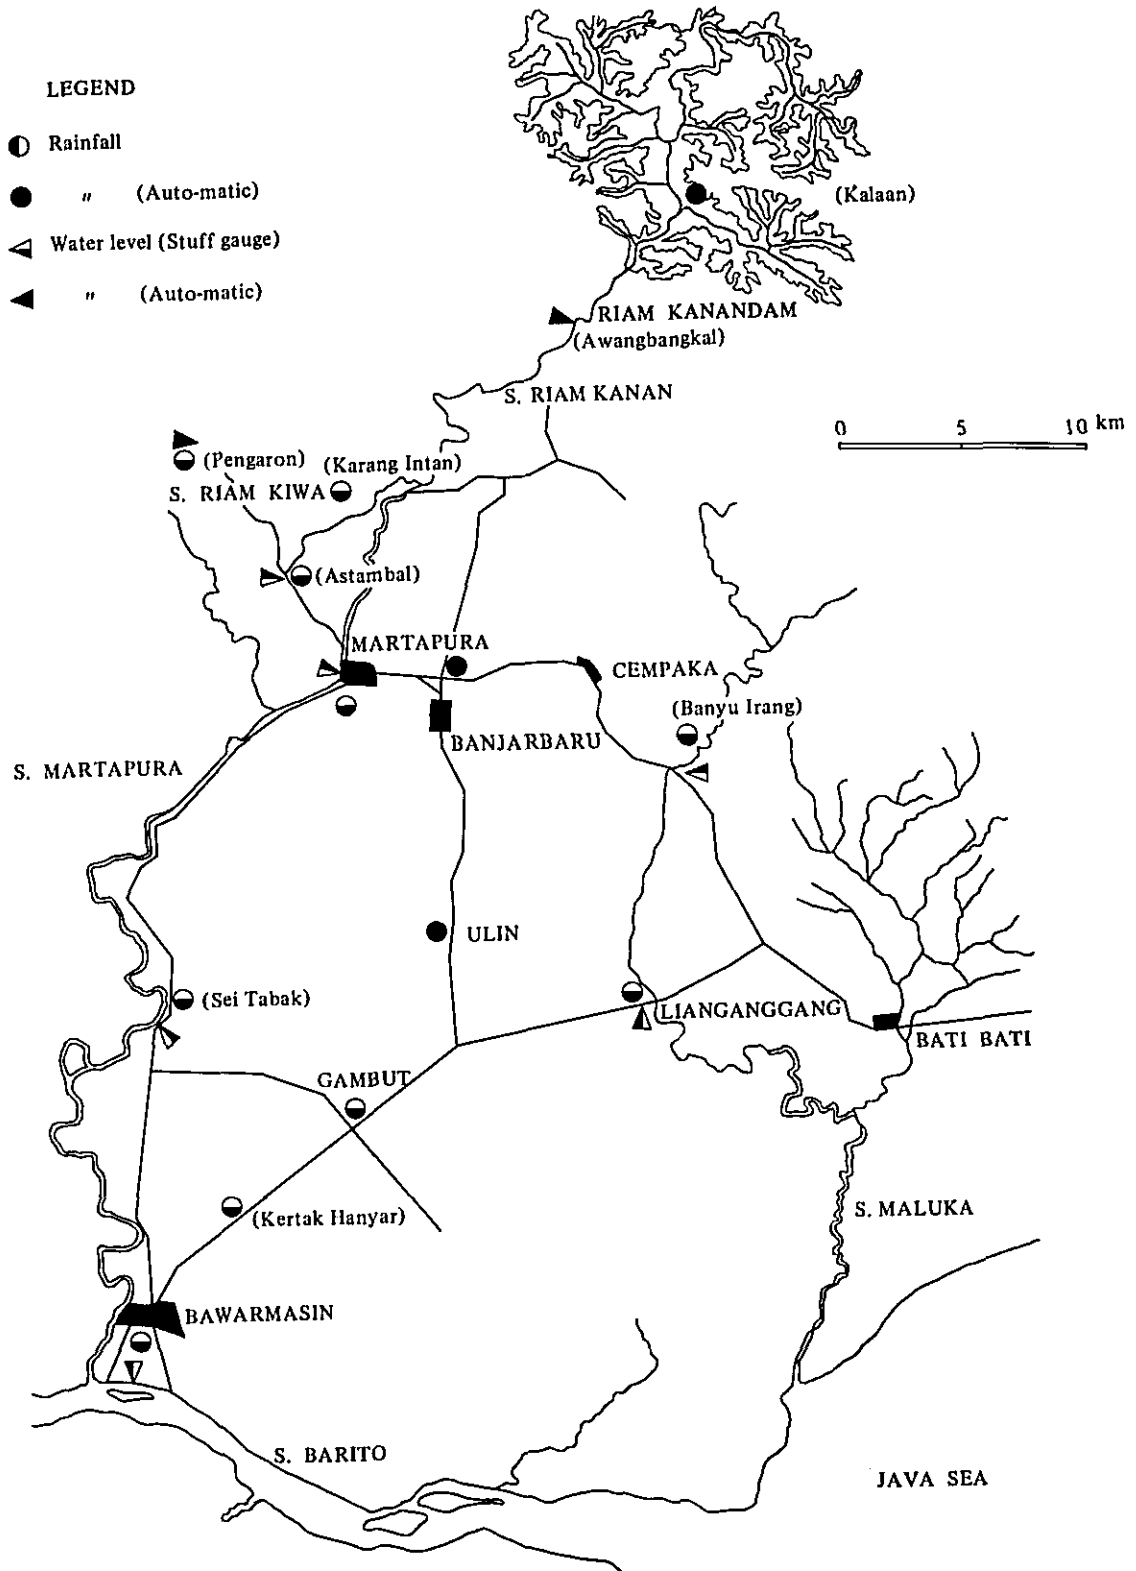 LEGEND
Rainfall
" (Auto-matic)
Water level (Stuff gauge)
" (Auto-matic)
(Kalaan)
RIAM KANANDAM
(Awangbangkal)
S. RIAM KANAN
0 5 10 km
(Pengaron) (Karang Intan)
S. RIAM KIWA
(Astambal)
MARTAPURA
CEMPAKA
(Banyu Irang)
BANJARBARU
S. MARTAPURA
ULIN
(Sei Tabak)
LIANGANGGANG
BATI BATI
GAMBUT
S. MALUKA
(Kertak Hanyar)
BAWARMASIN
S. BARITO
JAVA SEA